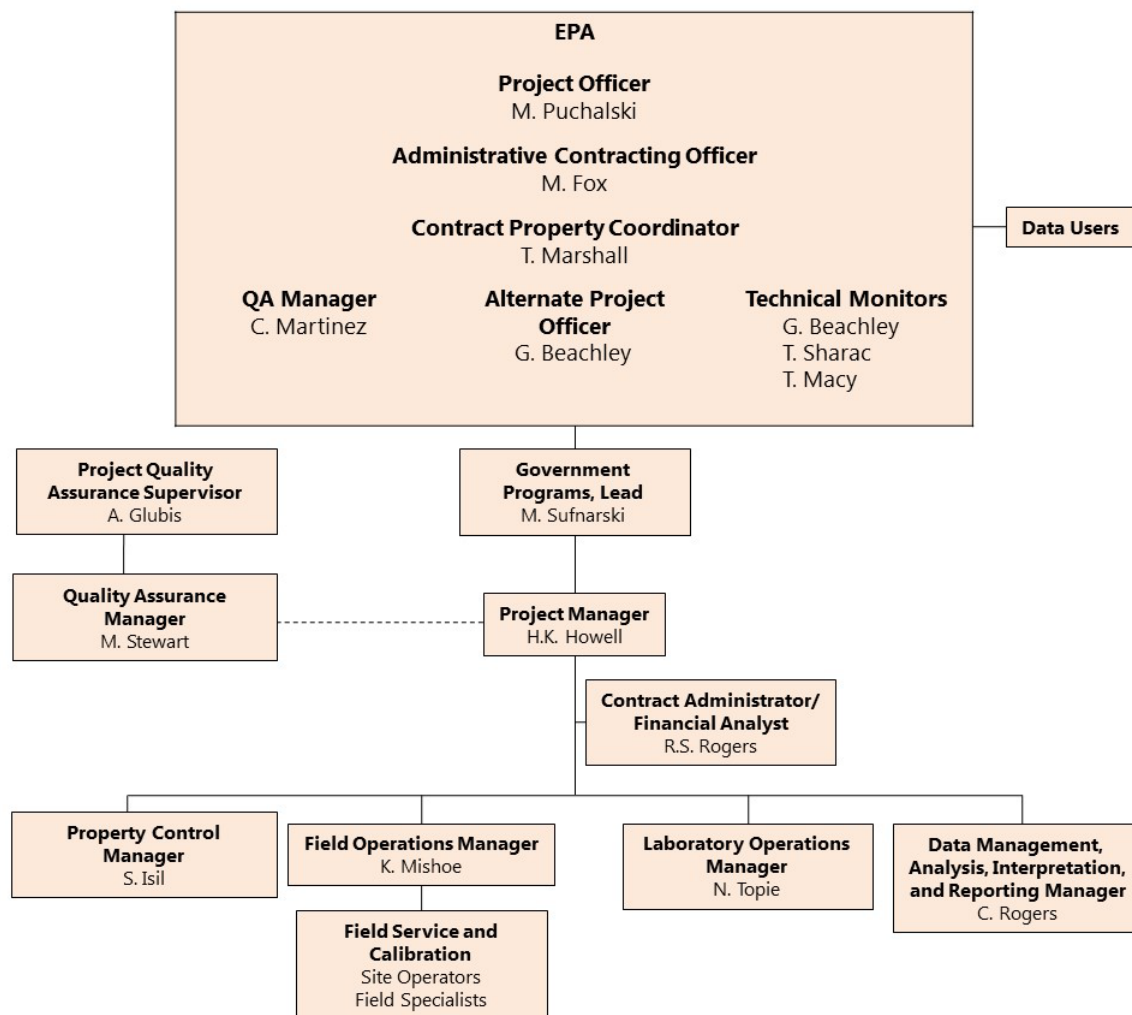 EPA
Project Officer
M. Puchalski
Administrative Contracting Officer
M. Fox
Contract Property Coordinator
T. Marshall
Data Users
QA Manager
C. Martinez
Alternate Project
Officer
G. Beachley
Technical Monitors
G. Beachley
T. Sharac
T. Macy
Project Quality
Assurance Supervisor
A. Glubis
Government
Programs, Lead
M. Sufnarski
Quality Assurance
Manager
M. Stewart
Project Manager
H.K. Howell
Contract Administrator/
Financial Analyst
R.S. Rogers
Property Control
Manager
S. Isil
Field Operations Manager
K. Mishoe
Laboratory Operations
Manager
N. Topie
Data Management,
Analysis, Interpretation,
and Reporting Manager
C. Rogers
Field Service and
Calibration
Site Operators
Field Specialists